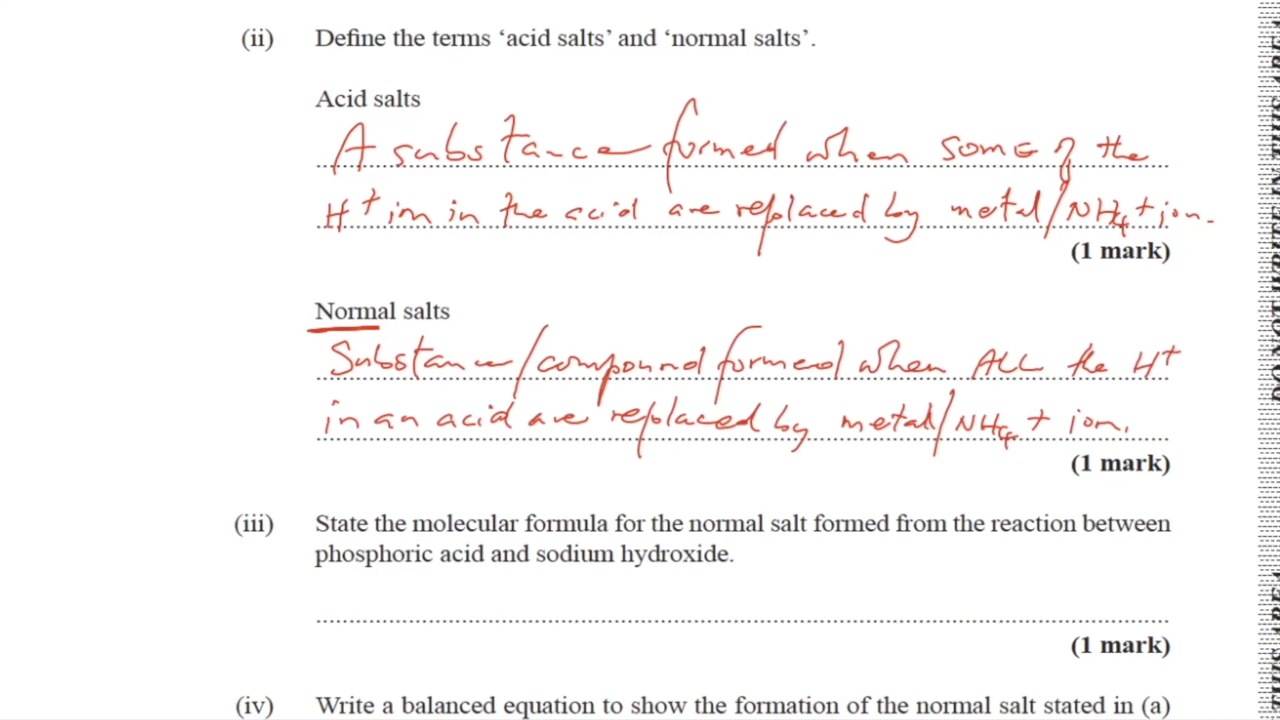 (ii) Define the terms ‘acid salts’ and ‘normal salts’.
Acid salts
A substance formed when some of the
H+ ion in the acid are replaced by metal/NH4+ ion.
(1 mark)
Normal salts
Substance/compound formed when ALL the H+
in an acid are replaced by metal/NH4+ ion.
(1 mark)
(iii) State the molecular formula for the normal salt formed from the reaction between
phosphoric acid and sodium hydroxide.
(1 mark)
(iv) Write a balanced equation to show the formation of the normal salt stated in (a)